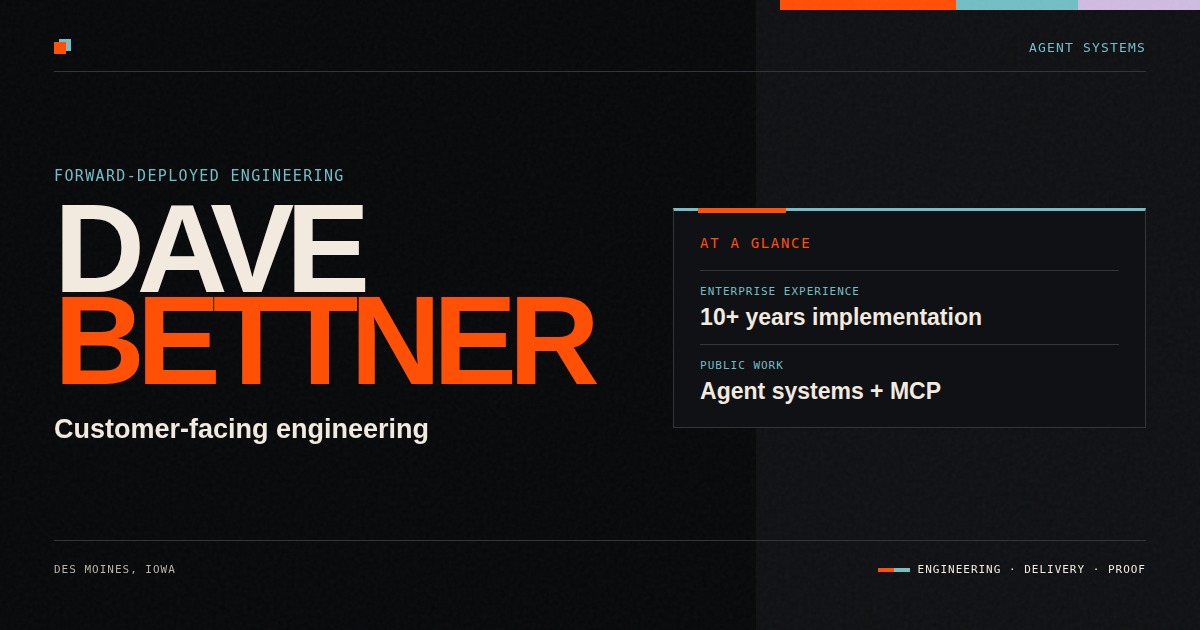 AGENT SYSTEMS
FORWARD-DEPLOYED ENGINEERING
DAVE
BETTNER
Customer-facing engineering
AT A GLANCE
ENTERPRISE EXPERIENCE
10+ years implementation
PUBLIC WORK
Agent systems + MCP
DES MOINES, IOWA
ENGINEERING · DELIVERY · PROOF